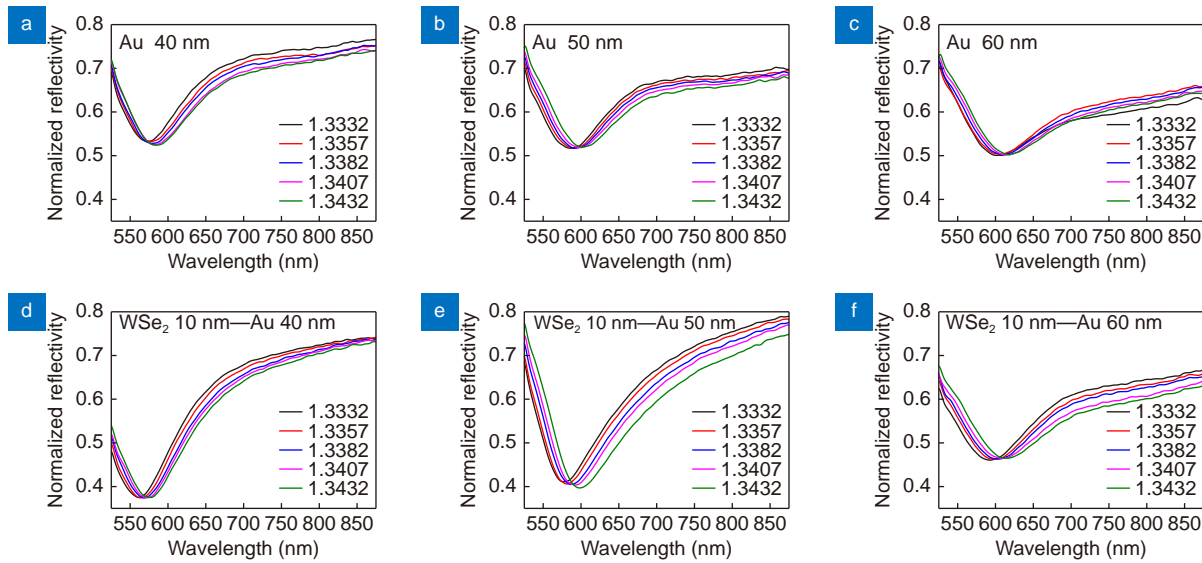 a
Au 40 nm
0.8
0.7
0.6
0.5
0.4
Normalized reflectivity
1.3332
1.3357
1.3382
1.3407
1.3432
550 600 650 700 750 800 850
Wavelength (nm)
b
Au 50 nm
0.8
0.7
0.6
0.5
0.4
Normalized reflectivity
1.3332
1.3357
1.3382
1.3407
1.3432
550 600 650 700 750 800 850
Wavelength (nm)
c
Au 60 nm
0.8
0.7
0.6
0.5
0.4
Normalized reflectivity
1.3332
1.3357
1.3382
1.3407
1.3432
550 600 650 700 750 800 850
Wavelength (nm)
d
WSe₂ 10 nm—Au 40 nm
0.8
0.7
0.6
0.5
0.4
Normalized reflectivity
1.3332
1.3357
1.3382
1.3407
1.3432
550 600 650 700 750 800 850
Wavelength (nm)
e
WSe₂ 10 nm—Au 50 nm
0.8
0.7
0.6
0.5
0.4
Normalized reflectivity
1.3332
1.3357
1.3382
1.3407
1.3432
550 600 650 700 750 800 850
Wavelength (nm)
f
WSe₂ 10 nm—Au 60 nm
0.8
0.7
0.6
0.5
0.4
Normalized reflectivity
1.3332
1.3357
1.3382
1.3407
1.3432
550 600 650 700 750 800 850
Wavelength (nm)